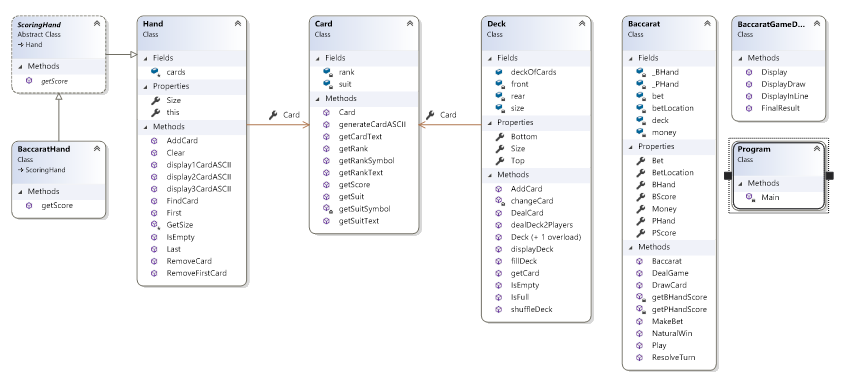 ScoringHand
Abstract Class
Hand
Methods
getScore
BaccaratHand
Class
ScoringHand
Methods
getScore
Hand
Class
Fields
cards
Properties
Size
this
Methods
AddCard
Clear
display1CardASCII
display2CardASCII
display3CardASCII
FindCard
First
GetSize
IsEmpty
Last
RemoveCard
RemoveFirstCard
Card
Card
Class
Fields
rank
suit
Methods
Card
generateCardASCII
getCardText
getRank
getRankSymbol
getRankText
getScore
getSuit
getSuitSymbol
getSuitText
Card
Deck
Class
Fields
deckOfCards
front
rear
size
Properties
Bottom
Size
Top
Methods
AddCard
changeCard
DealCard
dealDeck2Players
Deck (+ 1 overload)
displayDeck
fillDeck
getCard
IsEmpty
IsFull
shuffleDeck
Baccarat
Class
Fields
_BHand
_PHand
bet
betLocation
deck
money
Properties
Bet
BetLocation
BHand
BScore
Money
PHand
PScore
Methods
Baccarat
DealGame
DrawCard
getBHandScore
getPHandScore
MakeBet
NaturalWin
Play
ResolveTurn
BaccaratGameD...
Class
Methods
Display
DisplayDraw
DisplayInLine
FinalResult
Program
Class
Methods
Main